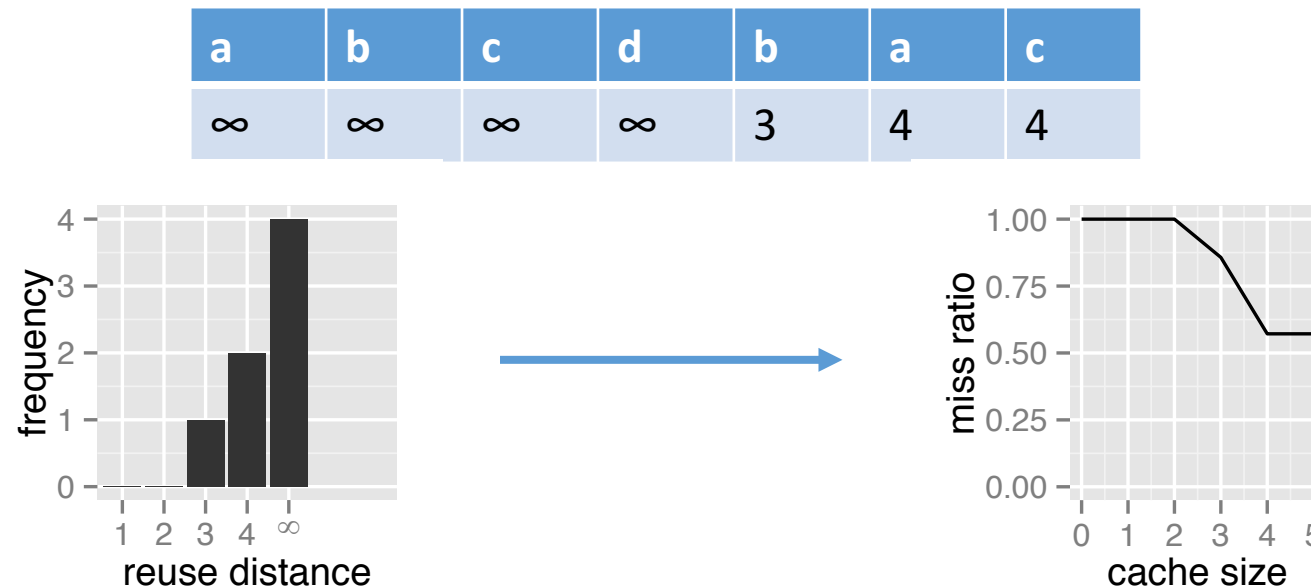 a b c d b a c
∞ ∞ ∞ ∞ 3 4 4
frequency
4
3
2
1
0
1 2 3 4 ∞
reuse distance
miss ratio
1.00
0.75
0.50
0.25
0.00
0 1 2 3 4 5
cache size